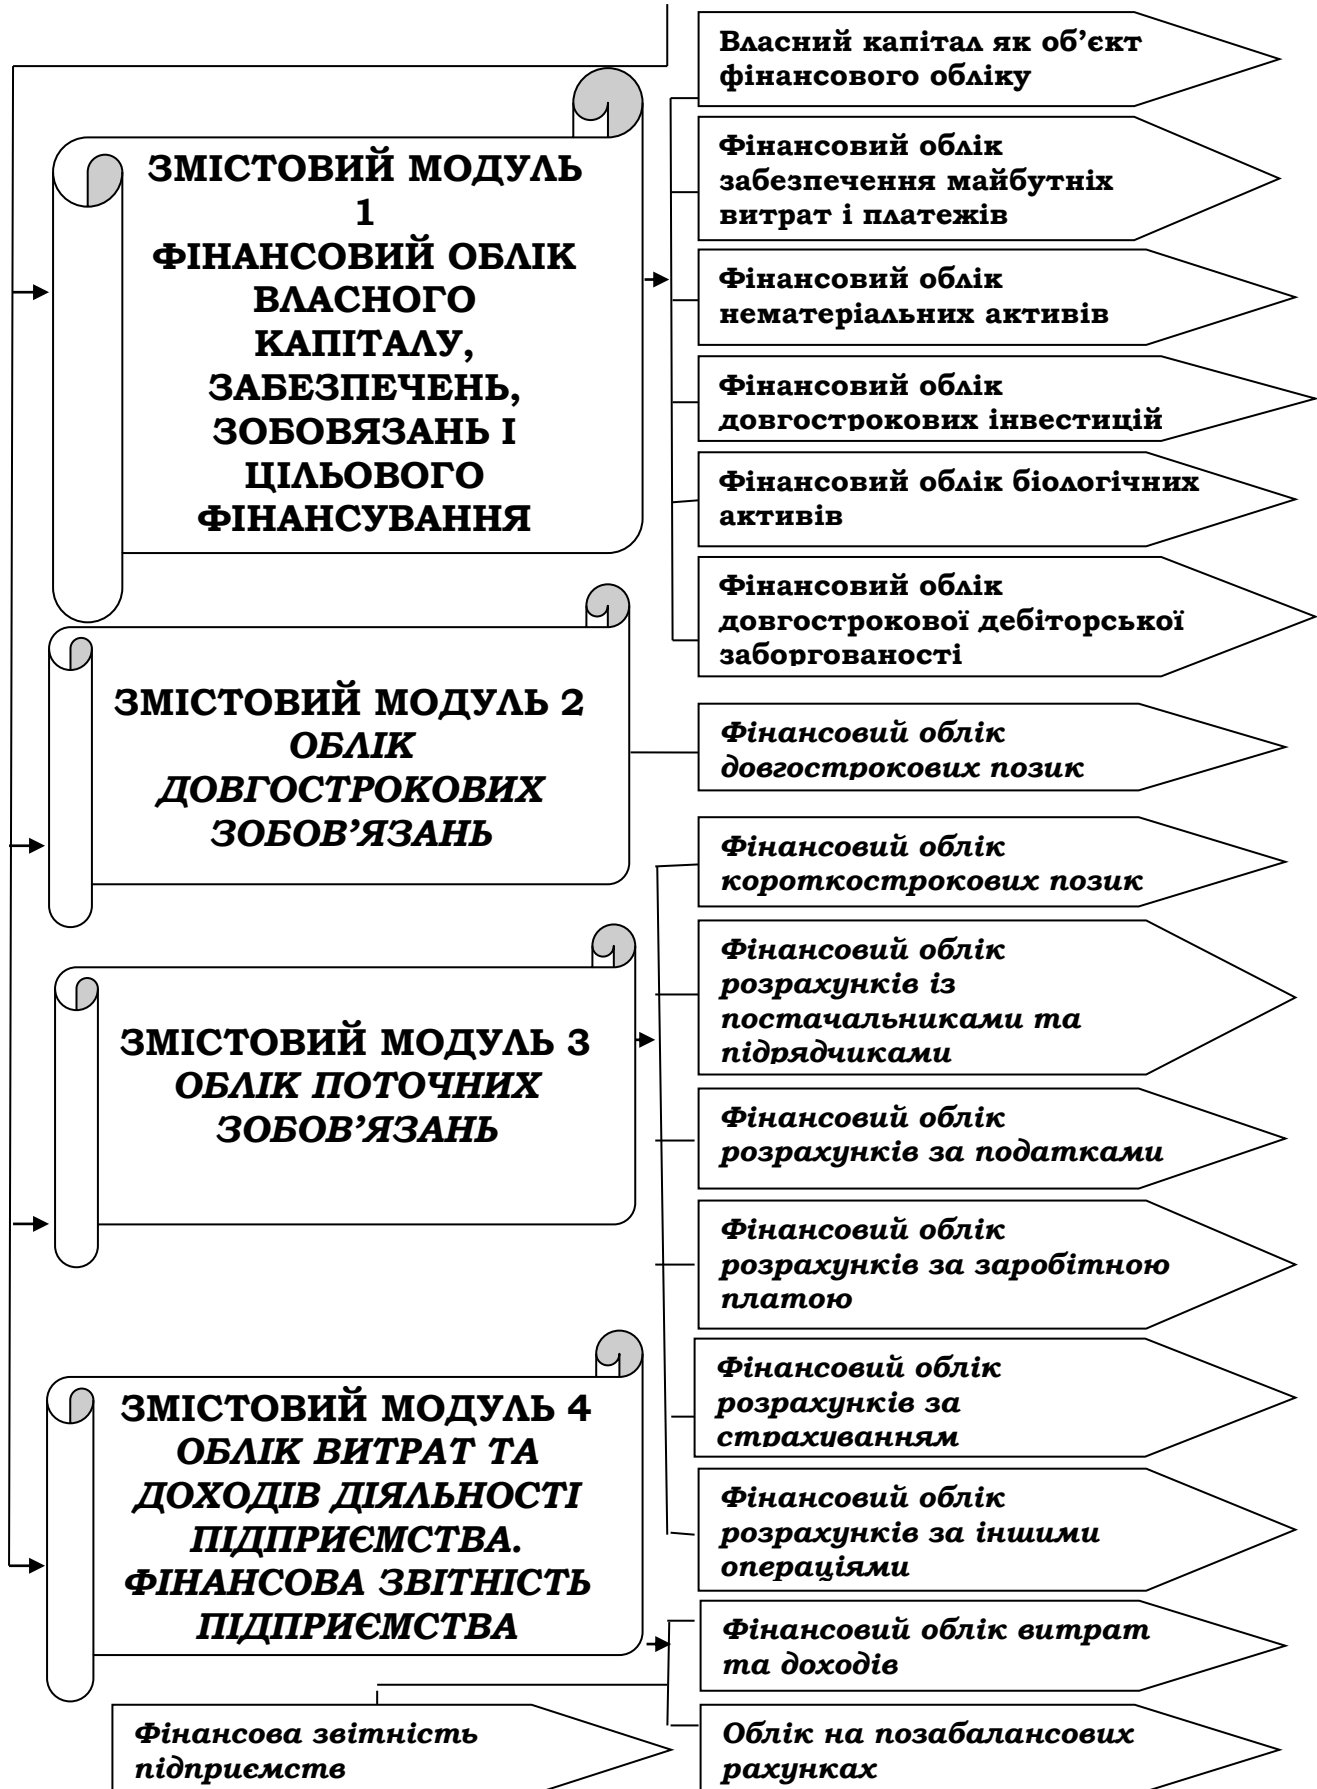 ЗМІСТОВИЙ МОДУЛЬ
1
ФІНАНСОВИЙ ОБЛІК
ВЛАСНОГО
КАПІТАЛУ,
ЗАБЕЗПЕЧЕНЬ,
ЗОБОВЯЗАНЬ І
ЦІЛЬОВОГО
ФІНАНСУВАННЯ
Власний капітал як об’єкт
фінансового обліку
Фінансовий облік
забезпечення майбутніх
витрат і платежів
Фінансовий облік
нематеріальних активів
Фінансовий облік
довгострокових інвестицій
Фінансовий облік біологічних
активів
Фінансовий облік
довгострокової дебіторської
заборгованості
ЗМІСТОВИЙ МОДУЛЬ 2
ОБЛІК
ДОВГОСТРОКОВИХ
ЗОБОВ’ЯЗАНЬ
Фінансовий облік
довгострокових позик
ЗМІСТОВИЙ МОДУЛЬ 3
ОБЛІК ПОТОЧНИХ
ЗОБОВ’ЯЗАНЬ
Фінансовий облік
короткострокових позик
Фінансовий облік
розрахунків із
постачальниками та
підрядчиками
Фінансовий облік
розрахунків за податками
Фінансовий облік
розрахунків за заробітною
платою
Фінансовий облік
розрахунків за
страхуванням
Фінансовий облік
розрахунків за іншими
операціями
ЗМІСТОВИЙ МОДУЛЬ 4
ОБЛІК ВИТРАТ ТА
ДОХОДІВ ДІЯЛЬНОСТІ
ПІДПРИЄМСТВА.
ФІНАНСОВА ЗВІТНІСТЬ
ПІДПРИЄМСТВА
Фінансовий облік витрат
та доходів
Фінансова звітність
підприємств
Облік на позабалансових
рахунках